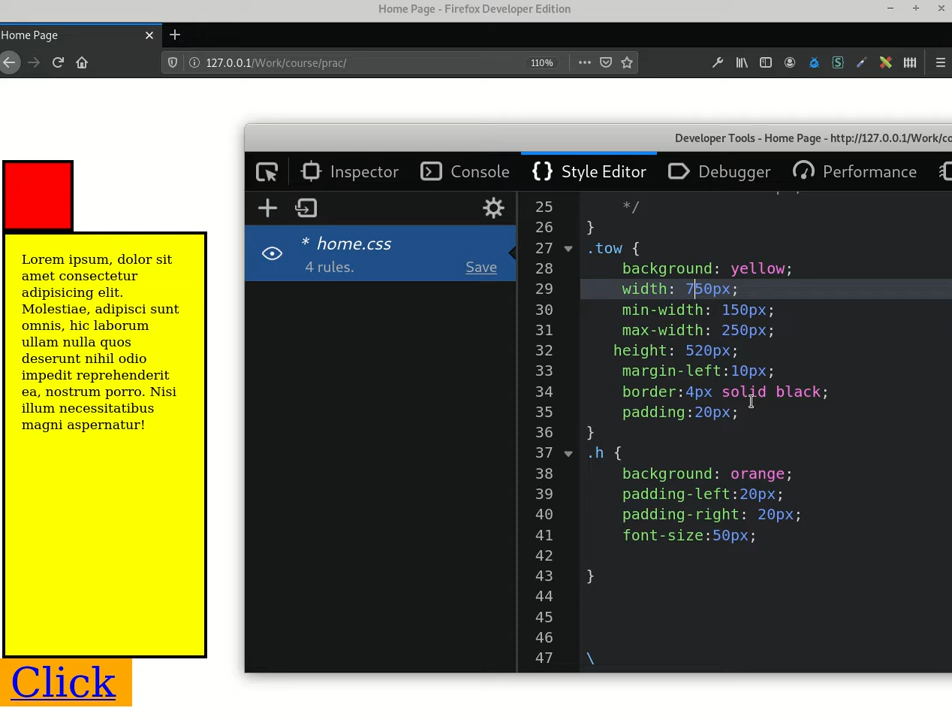 Home Page - Firefox Developer Edition
Home Page
127.0.0.1/Work/course/prac/
110%
Developer Tools - Home Page - http://127.0.0.1/Work/co
Inspector
Console
{ } Style Editor
Debugger
Performance
* home.css
4 rules.
Save
25 */
26 }
27 .tow {
28 background: yellow;
29 width: 750px;
30 min-width: 150px;
31 max-width: 250px;
32 height: 520px;
33 margin-left:10px;
34 border:4px solid black;
35 padding:20px;
36 }
37 .h {
38 background: orange;
39 padding-left:20px;
40 padding-right: 20px;
41 font-size:50px;
42
43 }
44
45
46
47 \
Lorem ipsum, dolor sit
amet consectetur
adipisicing elit.
Molestiae, adipisci sunt
omnis, hic laborum
ullam nulla quos
deserunt nihil odio
impedit reprehenderit
ea, nostrum porro. Nisi
illum necessitatibus
magni aspernatur!
Click